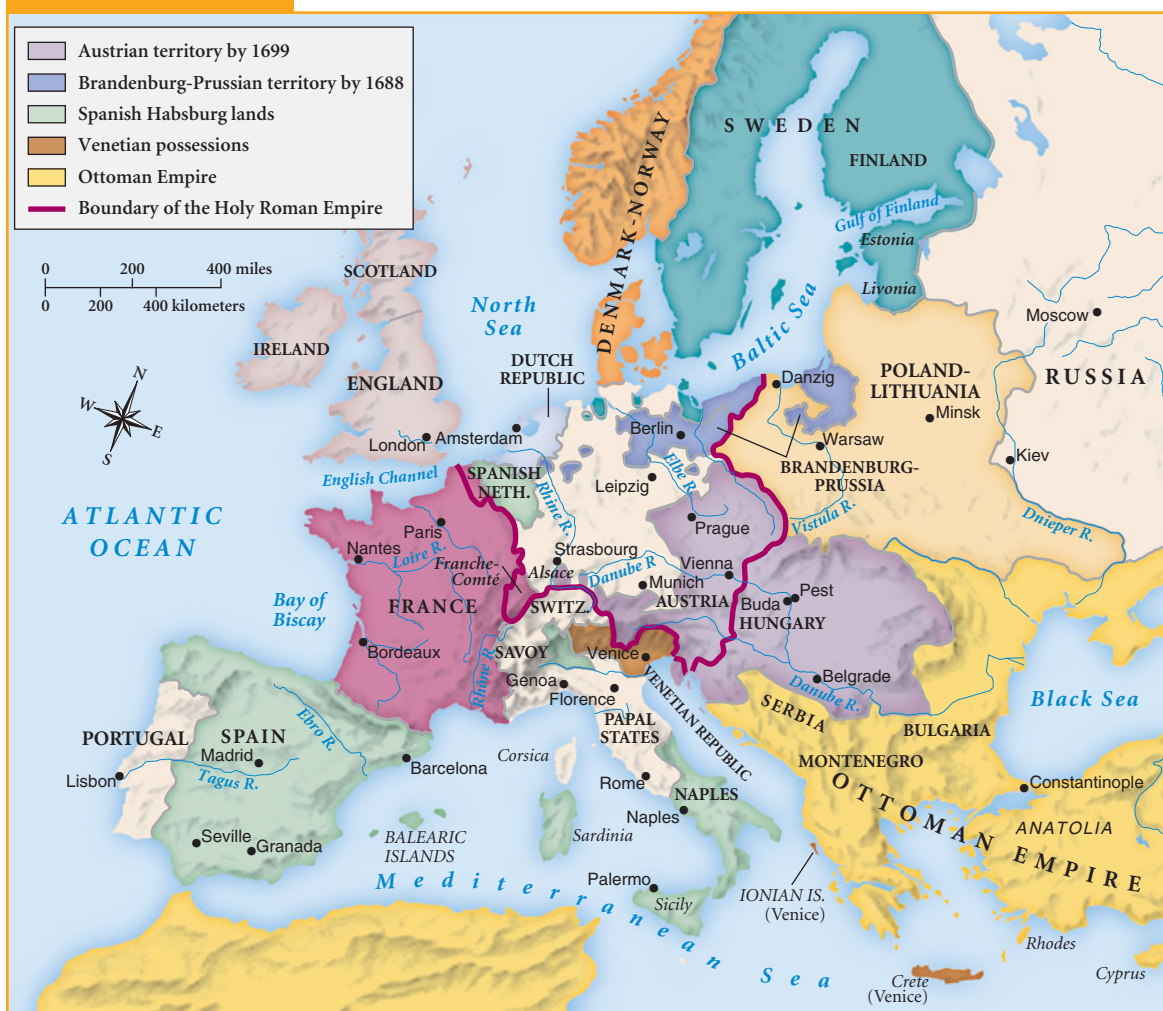 Austrian territory by 1699
Brandenburg-Prussian territory by 1688
Spanish Habsburg lands
Venetian possessions
Ottoman Empire
Boundary of the Holy Roman Empire
0 200 400 miles
0 200 400 kilometers
N
W
E
S
SWEDEN
FINLAND
Gulf of Finland
Estonia
Livonia
DENMARK-NORWAY
SCOTLAND
North
Sea
IRELAND
ENGLAND
DUTCH
REPUBLIC
Baltic Sea
Moscow
RUSSIA
POLAND-
LITHUANIA
Danzig
Minsk
London
Amsterdam
Berlin
Warsaw
Kiev
BRANDENBURG-
PRUSSIA
English Channel
SPANISH
NETH.
Rhine R.
Leipzig
Elbe R.
Vistula R.
Dnieper R.
ATLANTIC
OCEAN
Paris
Prague
Nantes
Loire R.
Franche-
Comté
Strasbourg
Alsace
Danube R
Vienna
Munich
AUSTRIA
Buda
Pest
HUNGARY
Bay of
Biscay
FRANCE
SWITZ.
Bordeaux
Rhône R.
SAVOY
Venice
Genoa
Florence
VENETIAN REPUBLIC
Belgrade
Danube R.
SERBIA
BULGARIA
Black Sea
PORTUGAL
SPAIN
Ebro R.
Madrid
Lisbon
Tagus R.
Barcelona
Corsica
PAPAL
STATES
Rome
MONTENEGRO
Constantinople
NAPLES
Naples
OTTOMAN EMPIRE
ANATOLIA
Seville
Granada
BALEARIC
ISLANDS
Sardinia
Mediterranean Sea
Palermo
Sicily
IONIAN IS.
(Venice)
Rhodes
Crete
(Venice)
Cyprus